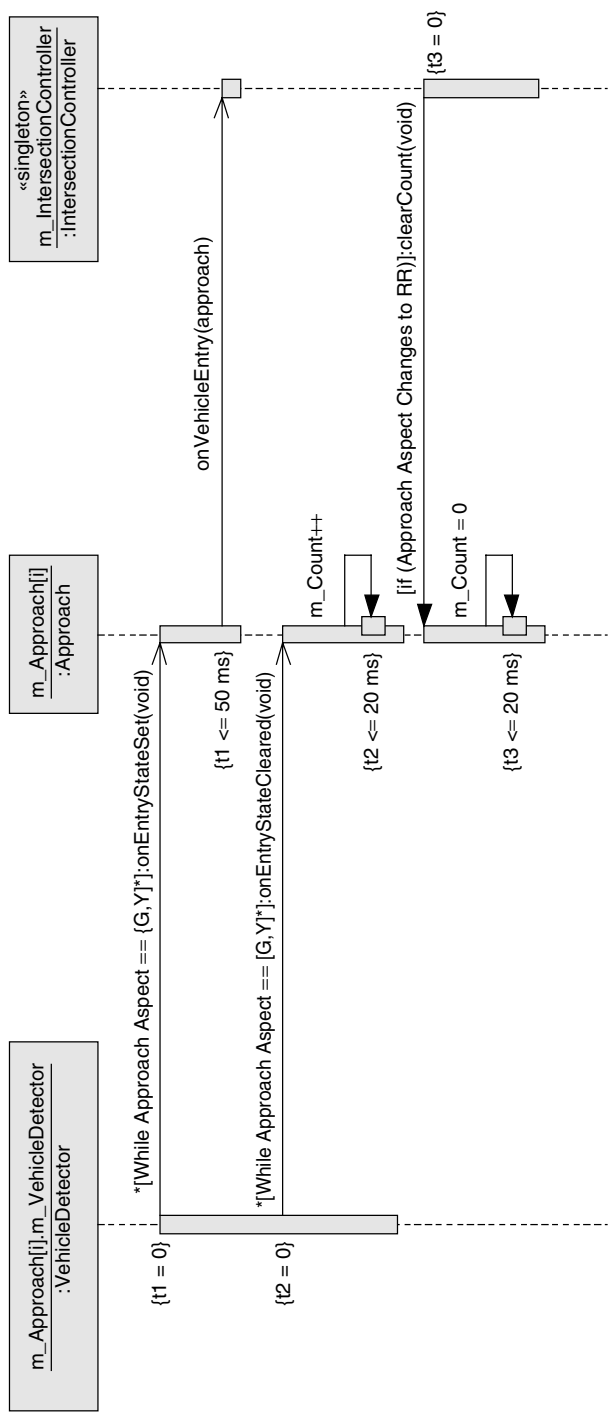 m_Approach[i].m_VehicleDetector
:VehicleDetector
m_Approach[i]
:Approach
«singleton»
m_IntersectionController
:IntersectionController
{t1 = 0}
*[While Approach Aspect == {G,Y]*]:onEntryStateSet(void)
{t1 <= 50 ms}
onVehicleEntry(approach)
{t2 = 0}
*[While Approach Aspect == [G,Y]*]:onEntryStateCleared(void)
m_Count++
{t2 <= 20 ms}
[if (Approach Aspect Changes to RR)]:clearCount(void)
{t3 = 0}
m_Count = 0
{t3 <= 20 ms}